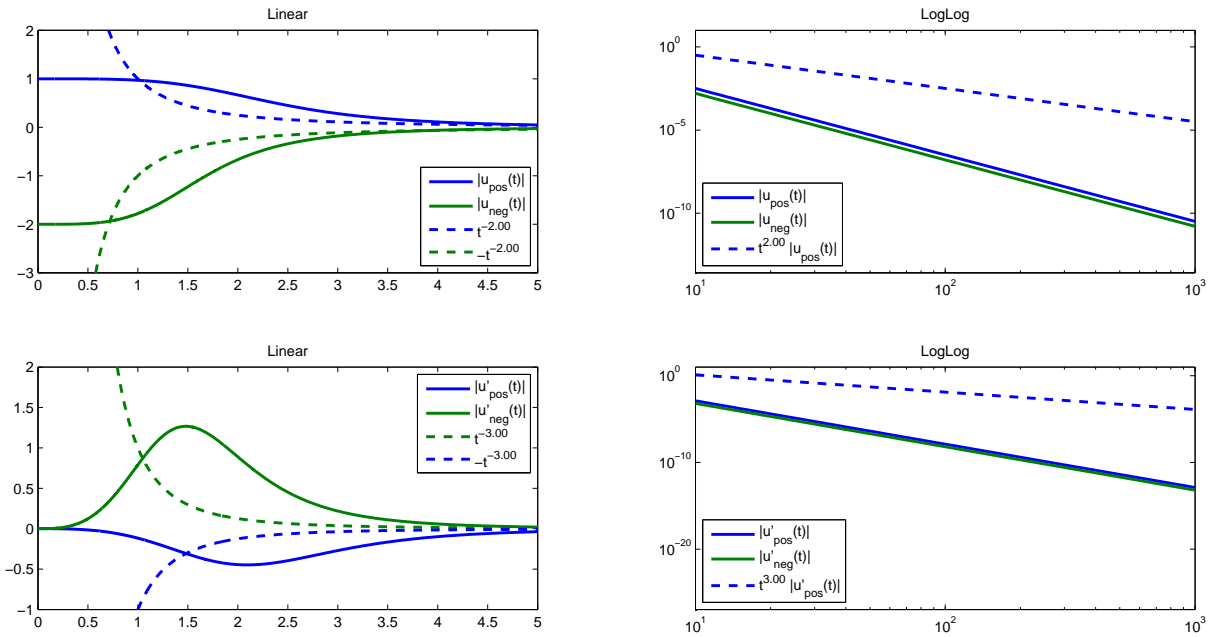 Linear
2
1
0
−1
−2
−3
0
0.5
1
1.5
2
2.5
3
3.5
4
4.5
5
|u_pos(t)|
|u_neg(t)|
t^−2.00
−t^−2.00
LogLog
10^0
10^−5
10^−10
10^1
10^2
10^3
|u_pos(t)|
|u_neg(t)|
t^2.00 |u_pos(t)|
Linear
2
1.5
1
0.5
0
−0.5
−1
0
0.5
1
1.5
2
2.5
3
3.5
4
4.5
5
|u'_pos(t)|
|u'_neg(t)|
t^−3.00
−t^−3.00
LogLog
10^0
10^−10
10^−20
10^1
10^2
10^3
|u'_pos(t)|
|u'_neg(t)|
t^3.00 |u'_pos(t)|